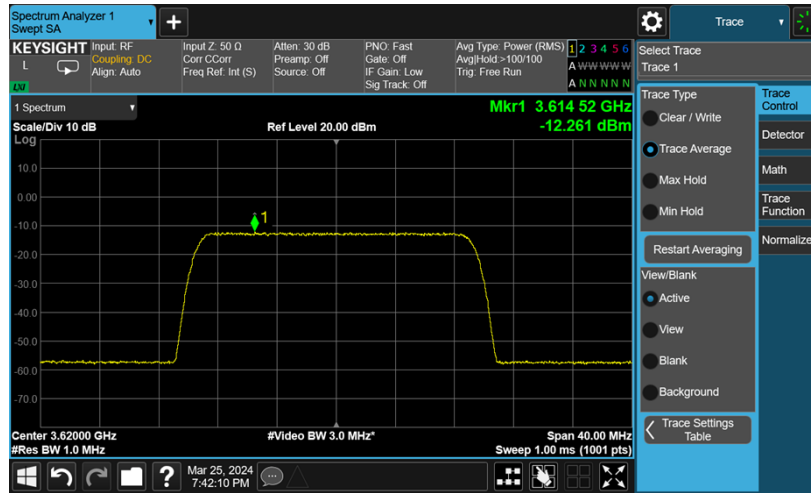 Spectrum Analyzer 1
Swept SA
+
Trace
KEYSIGHT
L
LXI
Input: RF
Coupling: DC
Align: Auto
Input Z: 50 Ω
Corr CCorr
Freq Ref: Int (S)
Atten: 30 dB
Preamp: Off
Source: Off
PNO: Fast
Gate: Off
IF Gain: Low
Sig Track: Off
Avg Type: Power (RMS)
Avg|Hold:>100/100
Trig: Free Run
1 2 3 4 5 6
A W W W W W
A N N N N N
Select Trace
Trace 1
1 Spectrum
Scale/Div 10 dB
Log
Ref Level 20.00 dBm
Mkr1 3.614 52 GHz
-12.261 dBm
10.0
0.00
-10.0
-20.0
-30.0
-40.0
-50.0
-60.0
-70.0
1
Center 3.62000 GHz
#Res BW 1.0 MHz
#Video BW 3.0 MHz*
Span 40.00 MHz
Sweep 1.00 ms (1001 pts)
Trace Type
Clear / Write
Trace Average
Max Hold
Min Hold
Restart Averaging
View/Blank
Active
View
Blank
Background
Trace Settings
Table
Trace
Control
Detector
Math
Trace
Function
Normalize
?
Mar 25, 2024
7:42:10 PM